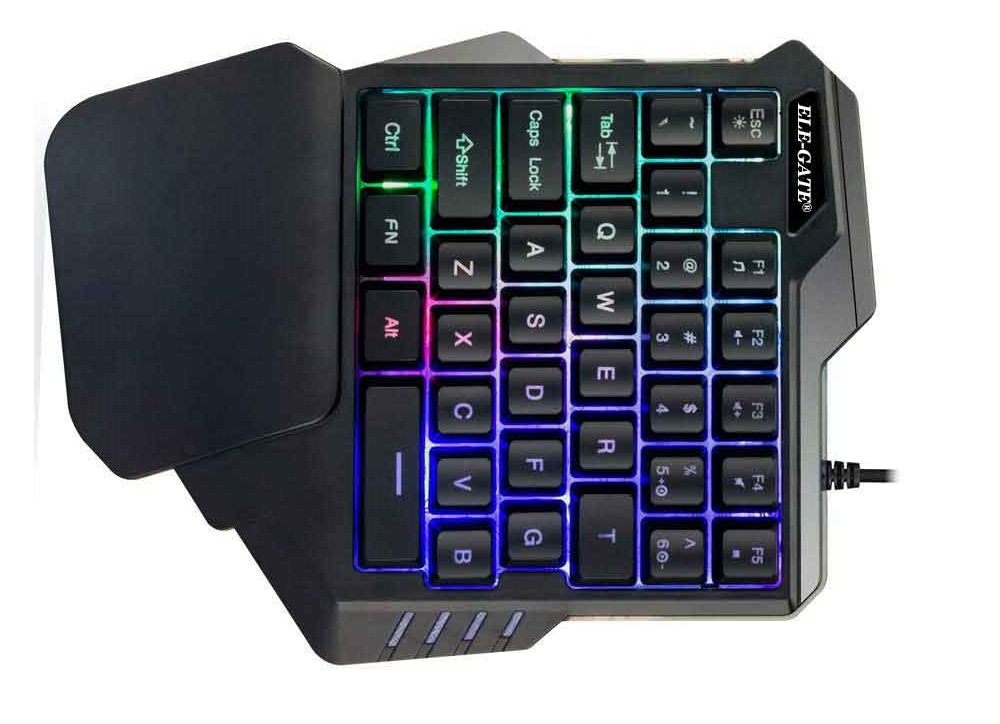 ELE-GATE®
Esc F1 F2 F3 F4 F5
~ ` ! 1 @ 2 # 3 $ 4 % 5+ ^ 6-
Tab Q W E R T
Caps Lock A S D F G
Shift Z X C V B
Ctrl FN Alt